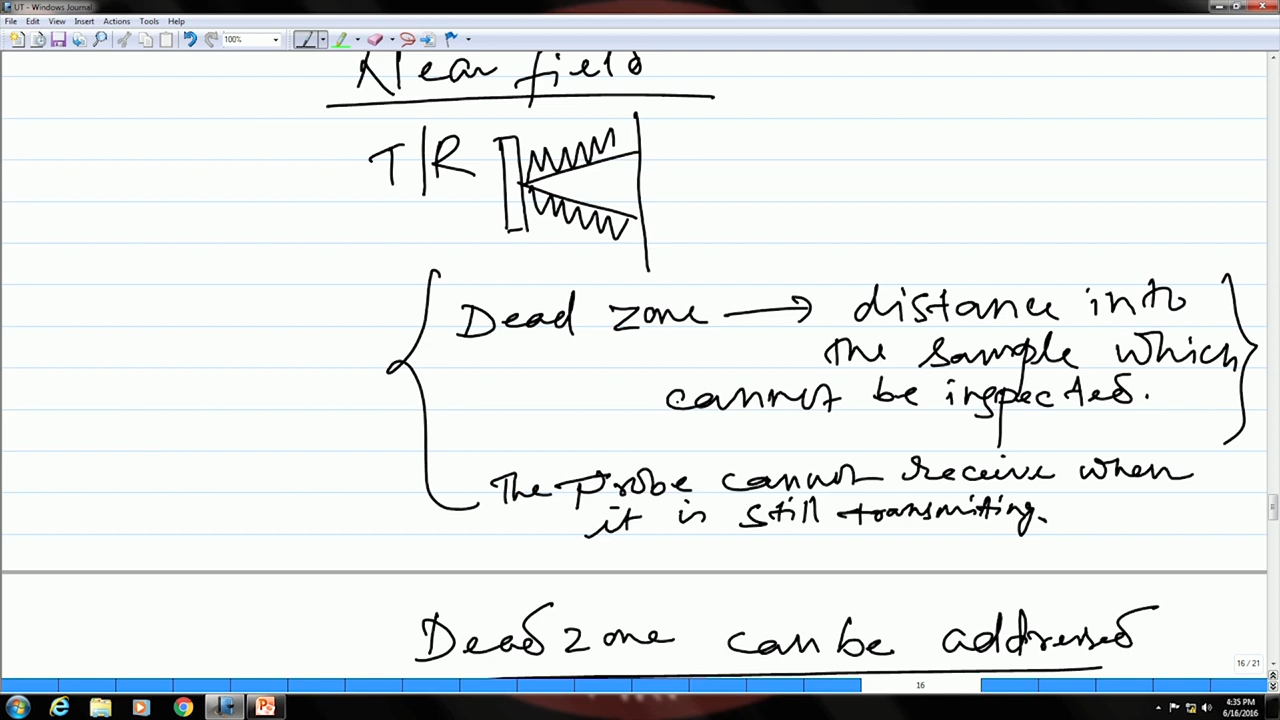 UT - Windows Journal
File Edit View Insert Actions Tools Help
100%
Near field
T | R
Dead zone → distance into
the sample which
cannot be inspected.
The Probe cannot receive when
it is still transmiting.
Dead zone can be addressed
16 / 21
16
4:35 PM
6/16/2016